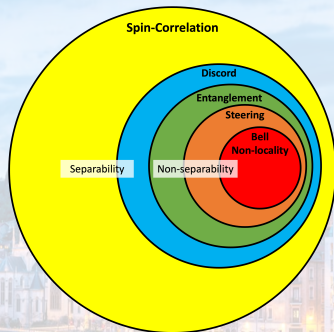 Spin-Correlation
Discord
Entanglement
Steering
Bell
Non-locality
Separability
Non-separability